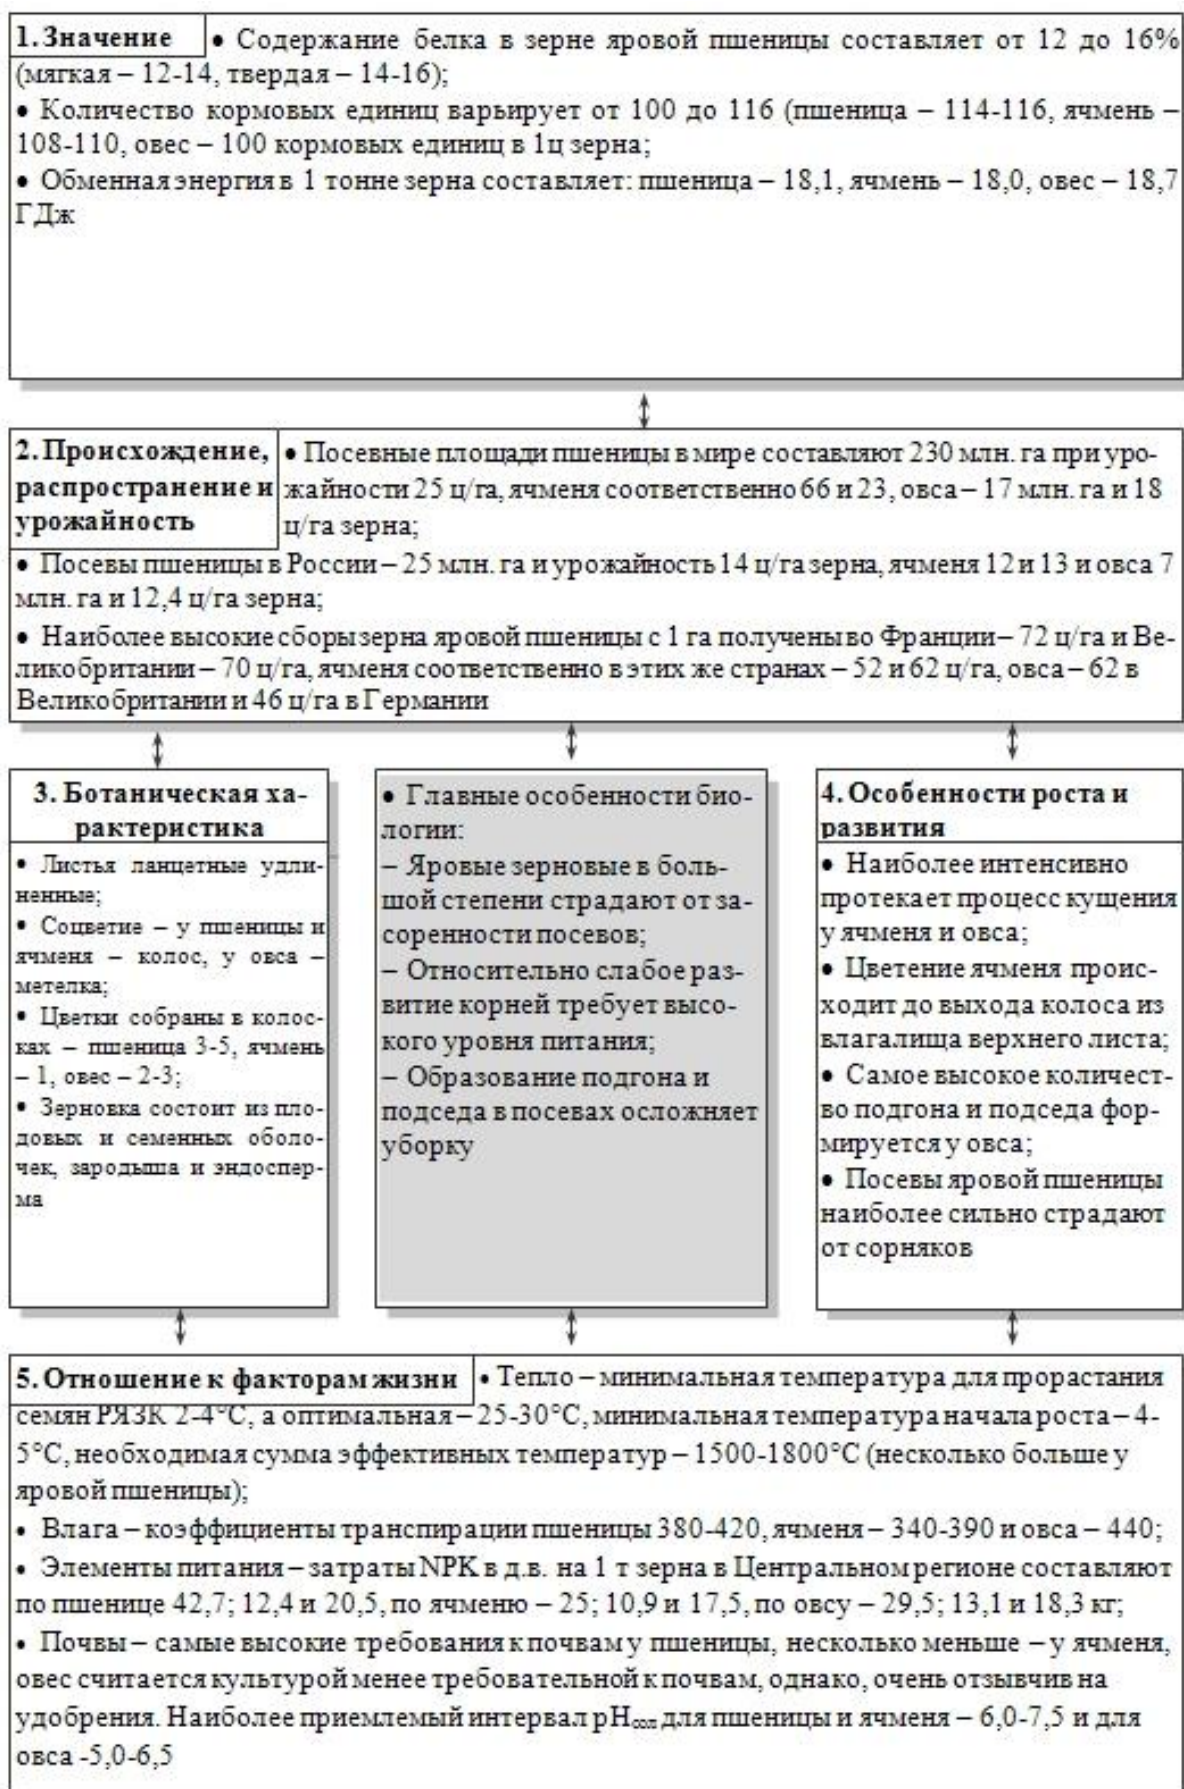 1. Значение • Содержание белка в зерне яровой пшеницы составляет от 12 до 16%
(мягкая – 12-14, твердая – 14-16);
• Количество кормовых единиц варьирует от 100 до 116 (пшеница – 114-116, ячмень –
108-110, овес – 100 кормовых единиц в 1ц зерна;
• Обменная энергия в 1 тонне зерна составляет: пшеница – 18,1, ячмень – 18,0, овес – 18,7
ГДж
2. Происхождение,
распространение и
урожайность
• Посевные площади пшеницы в мире составляют 230 млн. га при уро-
жайности 25 ц/га, ячменя соответственно 66 и 23, овса – 17 млн. га и 18
ц/га зерна;
• Посевы пшеницы в России – 25 млн. га и урожайность 14 ц/га зерна, ячменя 12 и 13 и овса 7
млн. га и 12,4 ц/га зерна;
• Наиболее высокие сборы зерна яровой пшеницы с 1 га получены во Франции – 72 ц/га и Ве-
ликобритании – 70 ц/га, ячменя соответственно в этих же странах – 52 и 62 ц/га, овса – 62 в
Великобритании и 46 ц/га в Германии
3. Ботаническая ха-
рактеристика
• Листья ланцетные удли-
ненные;
• Соцветие – у пшеницы и
ячменя – колос, у овса –
метелка;
• Цветки собраны в колос-
ках – пшеница 3-5, ячмень
– 1, овес – 2-3;
• Зерновка состоит из пло-
довых и семенных оболо-
чек, зародыша и эндоспер-
ма
• Главные особенности био-
логии:
– Яровые зерновые в боль-
шой степени страдают от за-
соренности посевов;
– Относительно слабое раз-
витие корней требует высо-
кого уровня питания;
– Образование подгона и
подседа в посевах осложняет
уборку
4. Особенности роста и
развития
• Наиболее интенсивно
протекает процесс кущения
у ячменя и овса;
• Цветение ячменя проис-
ходит до выхода колоса из
влагалища верхнего листа;
• Самое высокое количест-
во подгона и подседа фор-
мируется у овса;
• Посевы яровой пшеницы
наиболее сильно страдают
от сорняков
5. Отношение к факторам жизни • Тепло – минимальная температура для прорастания
семян РЯЗК 2-4°С, а оптимальная – 25-30°С, минимальная температура начала роста – 4-
5°С, необходимая сумма эффективных температур – 1500-1800°С (несколько больше у
яровой пшеницы);
• Влага – коэффициенты транспирации пшеницы 380-420, ячменя – 340-390 и овса – 440;
• Элементы питания – затраты NPK в д.в. на 1 т зерна в Центральном регионе составляют
по пшенице 42,7; 12,4 и 20,5, по ячменю – 25; 10,9 и 17,5, по овсу – 29,5; 13,1 и 18,3 кг;
• Почвы – самые высокие требования к почвам у пшеницы, несколько меньше – у ячменя,
овес считается культурой менее требовательной к почвам, однако, очень отзывчив на
удобрения. Наиболее приемлемый интервал pHсол для пшеницы и ячменя – 6,0-7,5 и для
овса -5,0-6,5